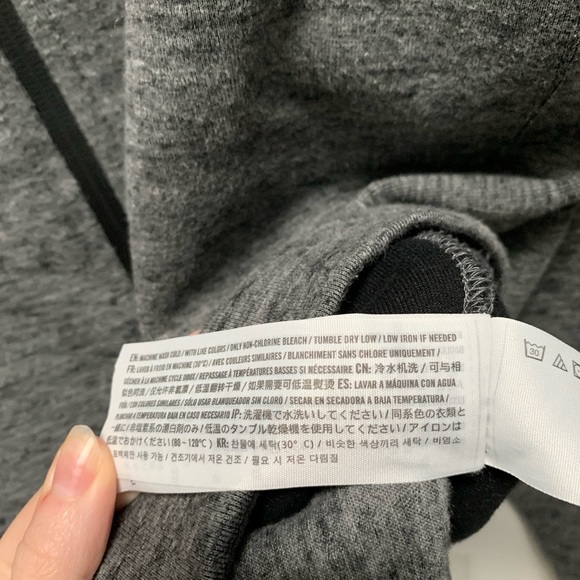 EN: MACHINE WASH COLD / WITH LIKE COLORS / ONLY NON-CHLORINE BLEACH / TUMBLE DRY LOW / LOW IRON IF NEEDED
FR: LAVER À FROID EN MACHINE (30°C) / AVEC COULEURS SIMILAIRES / BLANCHIMENT SANS CHLORE UNIQUEMENT /
SÉCHER À LA MACHINE CYCLE DOUX / REPASSAGE À TEMPÉRATURES BASSES SI NÉCESSAIRE CN: 冷水机洗 / 可与相
似色同洗 / 仅允许非氯漂 / 低温翻转干燥 / 如果需要可低温熨烫 ES: LAVAR A MÁQUINA CON AGUA
FRÍA / CON COLORES SIMILARES / SÓLO USAR BLANQUEADOR SIN CLORO / SECAR EN SECADORA A BAJA TEMPERATURA /
PLANCHAR A TEMPERATURA BAJA EN CASO NECESARIO JP: 洗濯機で水洗いしてください / 同系色の衣類と
一緒に / 非塩素系の漂白剤のみ / 低温のタンブル乾燥機を使用してください / アイロンは
低温でおかけください (80 – 120°C) KR: 찬물에 세탁(30° C) / 비슷한 색상끼리 세탁 / 비염소
표백제만 사용 가능 / 건조기에서 저온 건조 / 필요 시 저온 다림질
30